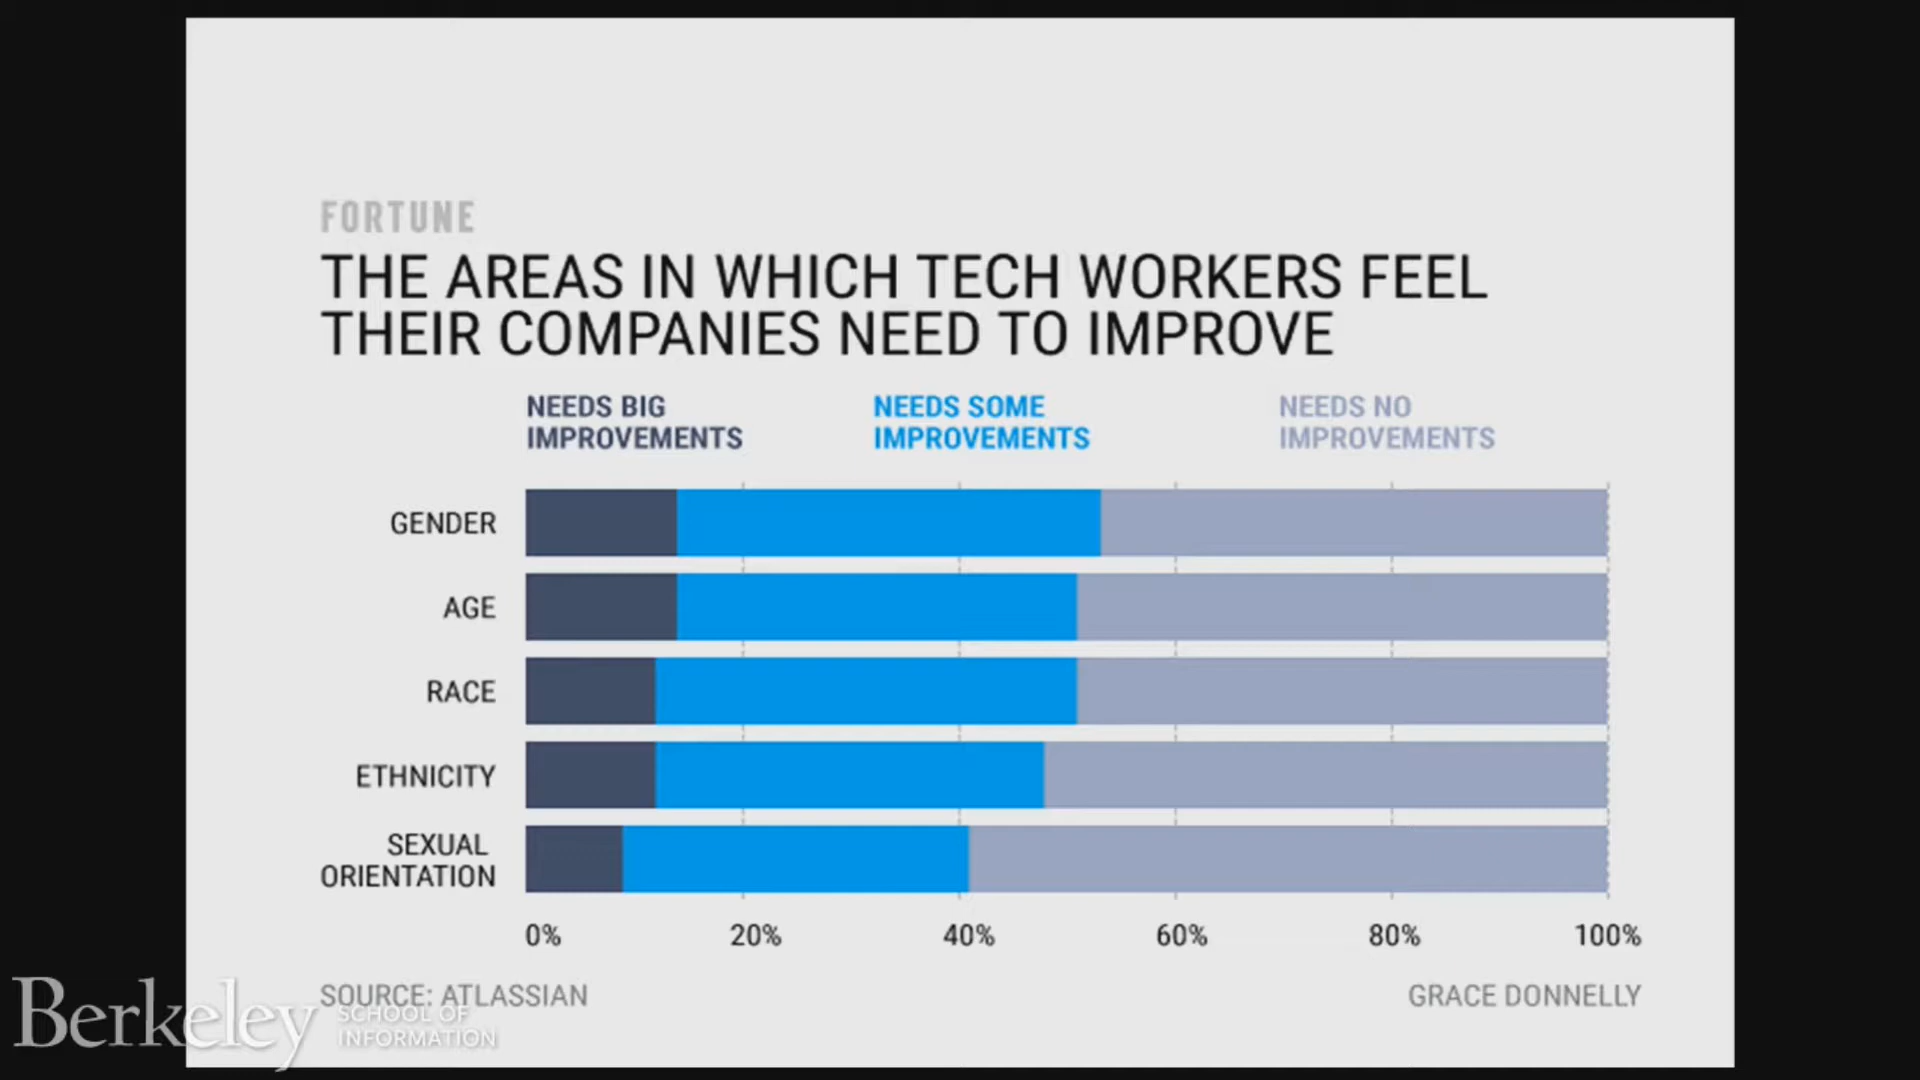 FORTUNE
THE AREAS IN WHICH TECH WORKERS FEEL
THEIR COMPANIES NEED TO IMPROVE
NEEDS BIG
IMPROVEMENTS
NEEDS SOME
IMPROVEMENTS
NEEDS NO
IMPROVEMENTS
GENDER
AGE
RACE
ETHNICITY
SEXUAL
ORIENTATION
0% 20% 40% 60% 80% 100%
SOURCE: ATLASSIAN
GRACE DONNELLY
Berkeley
SCHOOL OF
INFORMATION